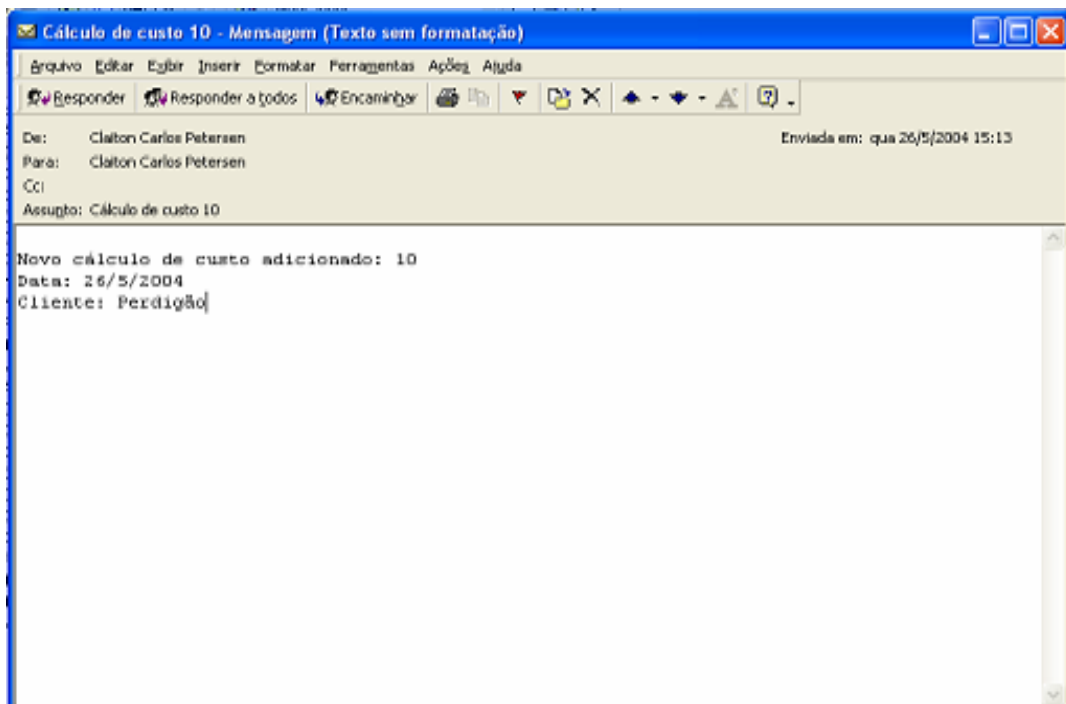 Cálculo de custo 10 - Mensagem (Texto sem formatação)
Arquivo Editar Exibir Inserir Formatar Ferramentas Ações Ajuda
Responder Responder a todos Encaminhar
De: Claiton Carlos Petersen Enviada em: qua 26/5/2004 15:13
Para: Claiton Carlos Petersen
Cc:
Assunto: Cálculo de custo 10
Novo cálculo de custo adicionado: 10
Data: 26/5/2004
Cliente: Perdigão